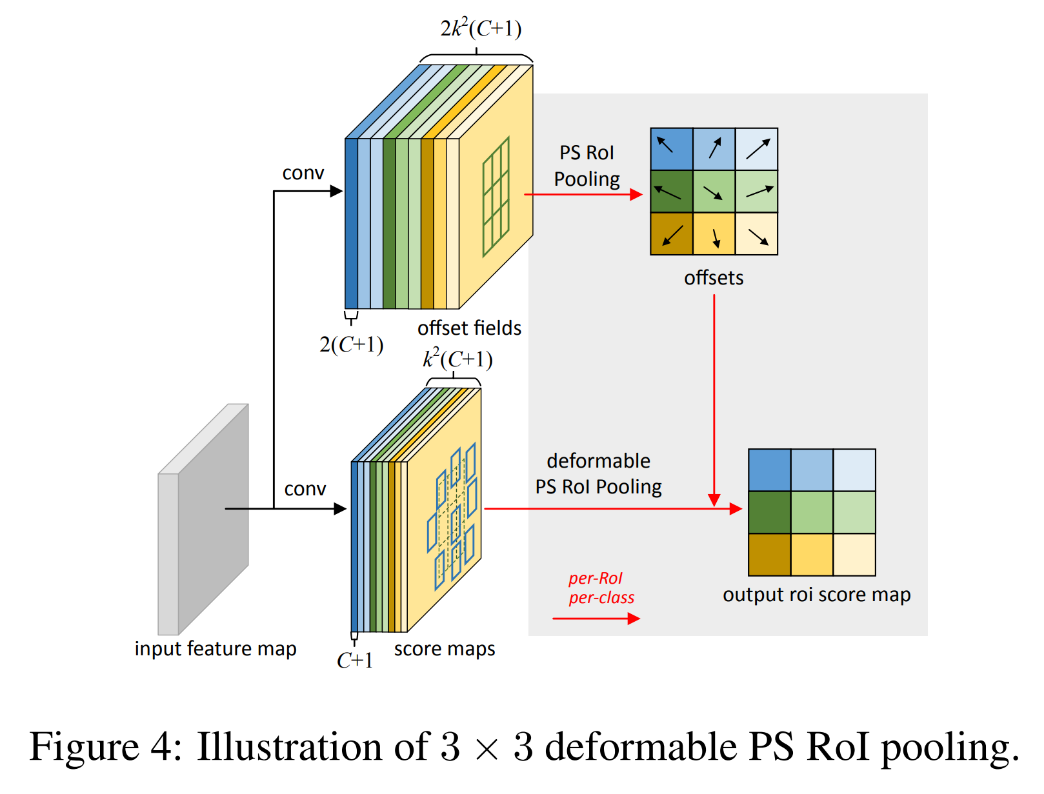 2k²(C+1)
conv
PS RoI
Pooling
offsets
offset fields
2(C+1)
k²(C+1)
conv
deformable
PS RoI Pooling
per-RoI
per-class
output roi score map
input feature map
score maps
C+1
Figure 4: Illustration of 3 × 3 deformable PS RoI pooling.